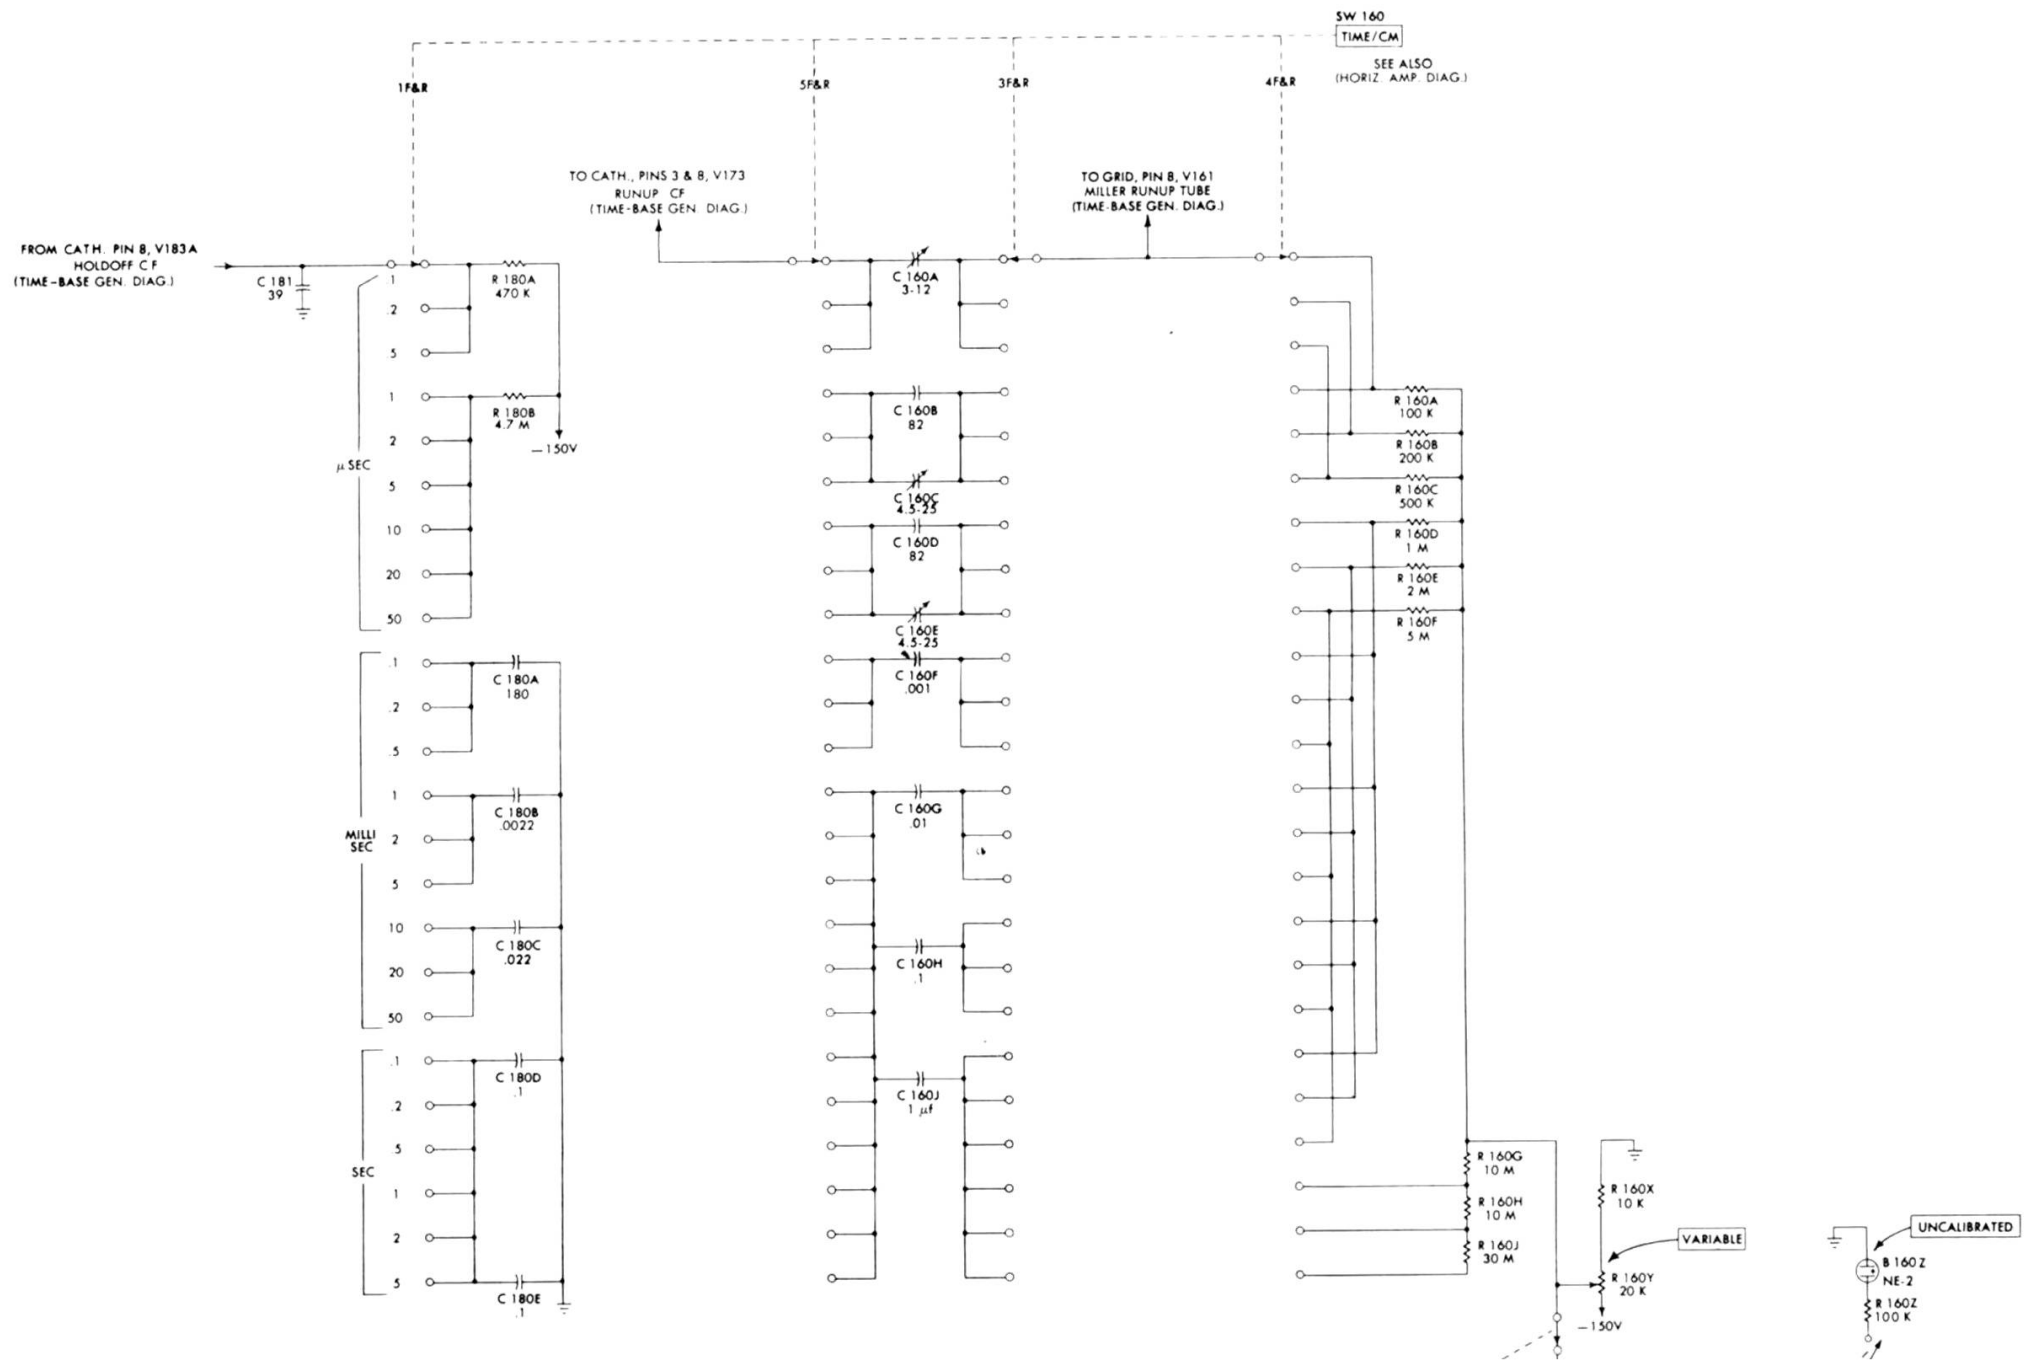 SW 160
TIME/CM
SEE ALSO
(HORIZ. AMP. DIAG.)
1F&R
5F&R
3F&R
4F&R
TO CATH., PINS 3 & 8, V173
RUNUP CF
(TIME-BASE GEN DIAG.)
TO GRID, PIN 8, V161
MILLER RUNUP TUBE
(TIME-BASE GEN. DIAG.)
FROM CATH. PIN 8, V183A
HOLDOFF CF
(TIME-BASE GEN. DIAG.)
C 181
39
µ SEC
.1
.2
.5
1
2
5
10
20
50
R 180A
470 K
R 180B
4.7 M
—150V
MILLI
SEC
.1
.2
.5
1
2
5
10
20
50
C 180A
180
C 180B
.0022
C 180C
.022
SEC
.1
.2
.5
1
2
5
C 180D
.1
C 180E
.1
C 160A
3-12
C 160B
82
C 160C
4.5-25
C 160D
82
C 160E
4.5-25
C 160F
.001
C 160G
.01
C 160H
.1
C 160J
1 µf
R 160A
100 K
R 160B
200 K
R 160C
500 K
R 160D
1 M
R 160E
2 M
R 160F
5 M
R 160G
10 M
R 160H
10 M
R 160J
30 M
R 160X
10 K
VARIABLE
R 160Y
20 K
—150V
UNCALIBRATED
B 160Z
NE-2
R 160Z
100 K